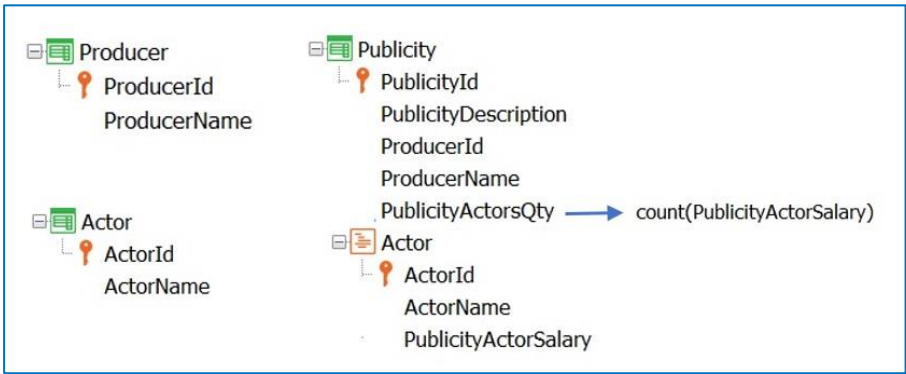 Producer
ProducerId
ProducerName
Actor
ActorId
ActorName
Publicity
PublicityId
PublicityDescription
ProducerId
ProducerName
PublicityActorsQty count(PublicityActorSalary)
Actor
ActorId
ActorName
PublicityActorSalary